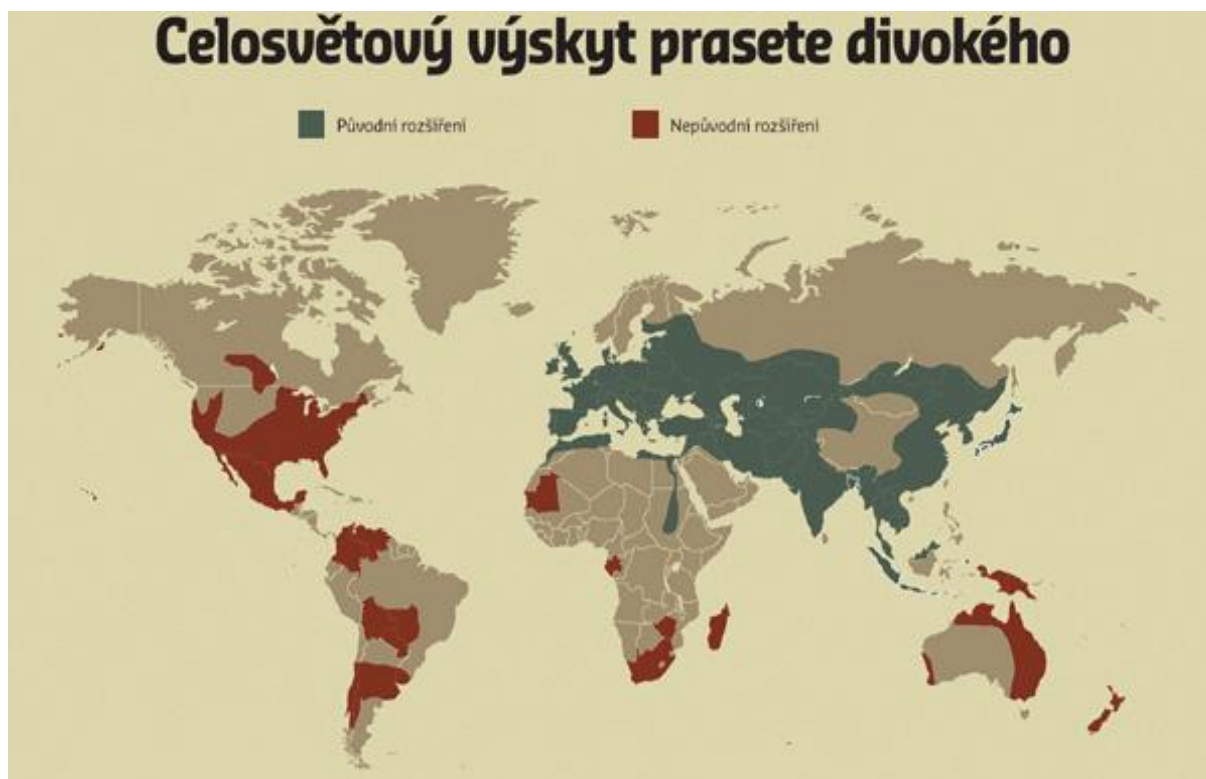 Celosvětový výskyt prasete divokého
Původní rozšíření
Nepůvodní rozšíření